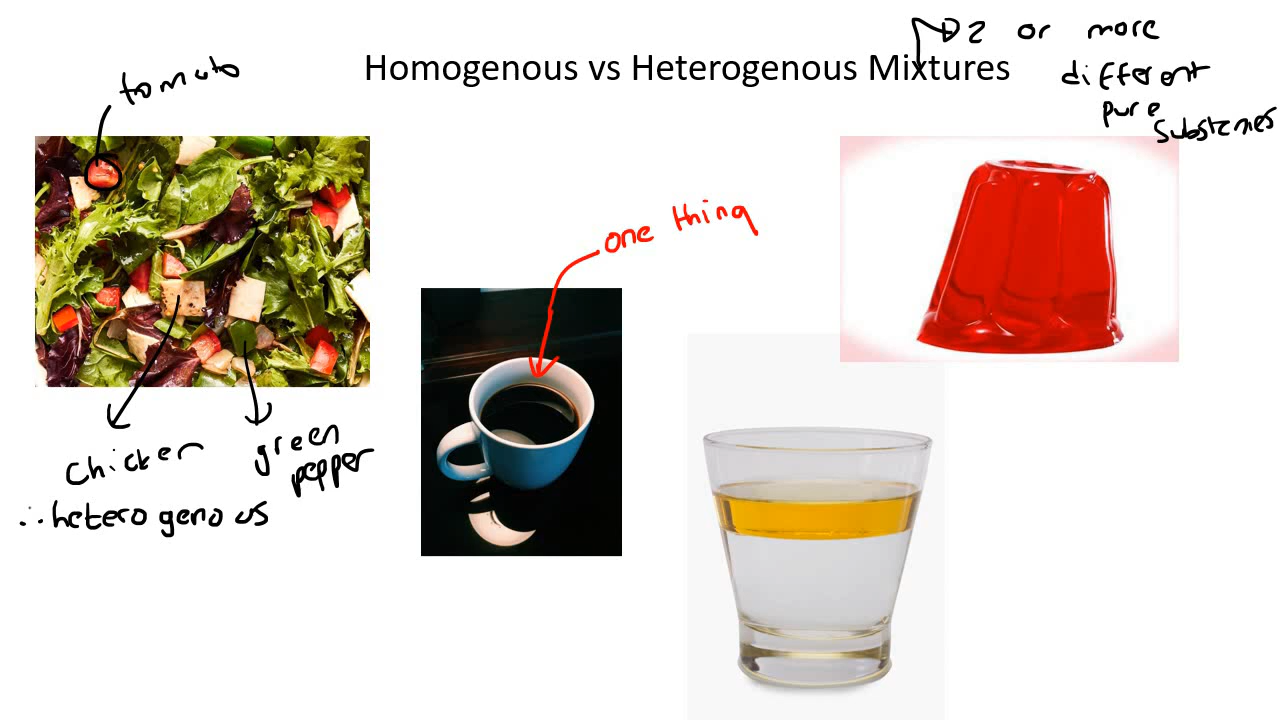 Homogenous vs Heterogenous Mixtures
2 or more
different
pure
substances
tomato
one thing
chicken
green
pepper
∴ heterogenous